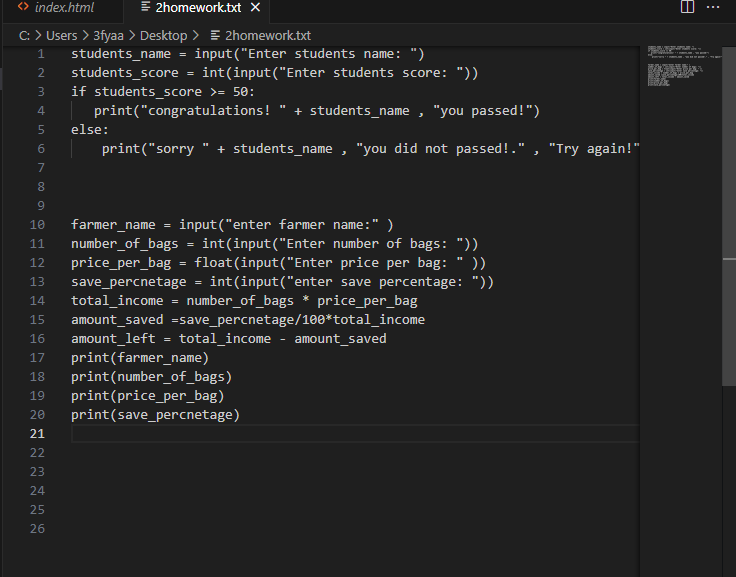 <> index.html 2homework.txt ×
C: > Users > 3fyaa > Desktop > 2homework.txt
1 students_name = input("Enter students name: ")
2 students_score = int(input("Enter students score: "))
3 if students_score >= 50:
4 print("congratulations! " + students_name , "you passed!")
5 else:
6 print("sorry " + students_name , "you did not passed!." , "Try again!"
7
8
9
10 farmer_name = input("enter farmer name:" )
11 number_of_bags = int(input("Enter number of bags: "))
12 price_per_bag = float(input("Enter price per bag: " ))
13 save_percnetage = int(input("enter save percentage: "))
14 total_income = number_of_bags * price_per_bag
15 amount_saved =save_percnetage/100*total_income
16 amount_left = total_income - amount_saved
17 print(farmer_name)
18 print(number_of_bags)
19 print(price_per_bag)
20 print(save_percnetage)
21
22
23
24
25
26